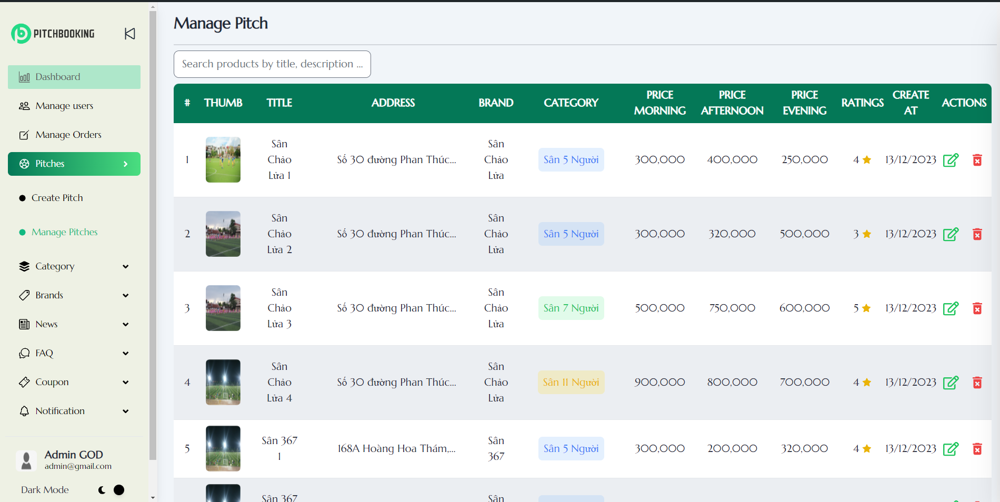 PITCHBOOKING
Dashboard
Manage users
Manage Orders
Pitches
Create Pitch
Manage Pitches
Category
Brands
News
FAQ
Coupon
Notification
Admin GOD
admin@gmail.com
Dark Mode
Manage Pitch
Search products by title, description ...
# THUMB TITLE ADDRESS BRAND CATEGORY PRICE MORNING PRICE AFTERNOON PRICE EVENING RATINGS CREATE AT ACTIONS
1 Sân Chảo Lửa 1 Số 30 đường Phan Thúc... Sân Chảo Lửa Sân 5 Người 300,000 400,000 250,000 4 13/12/2023
2 Sân Chảo Lửa 2 Số 30 đường Phan Thúc... Sân Chảo Lửa Sân 5 Người 300,000 320,000 500,000 3 13/12/2023
3 Sân Chảo Lửa 3 Số 30 đường Phan Thúc... Sân Chảo Lửa Sân 7 Người 500,000 750,000 600,000 5 13/12/2023
4 Sân Chảo Lửa 4 Số 30 đường Phan Thúc... Sân Chảo Lửa Sân 11 Người 900,000 800,000 700,000 4 13/12/2023
5 Sân 367 1 168A Hoàng Hoa Thám,... Sân 367 Sân 5 Người 300,000 200,000 320,000 4 13/12/2023
Sân 367 Sân